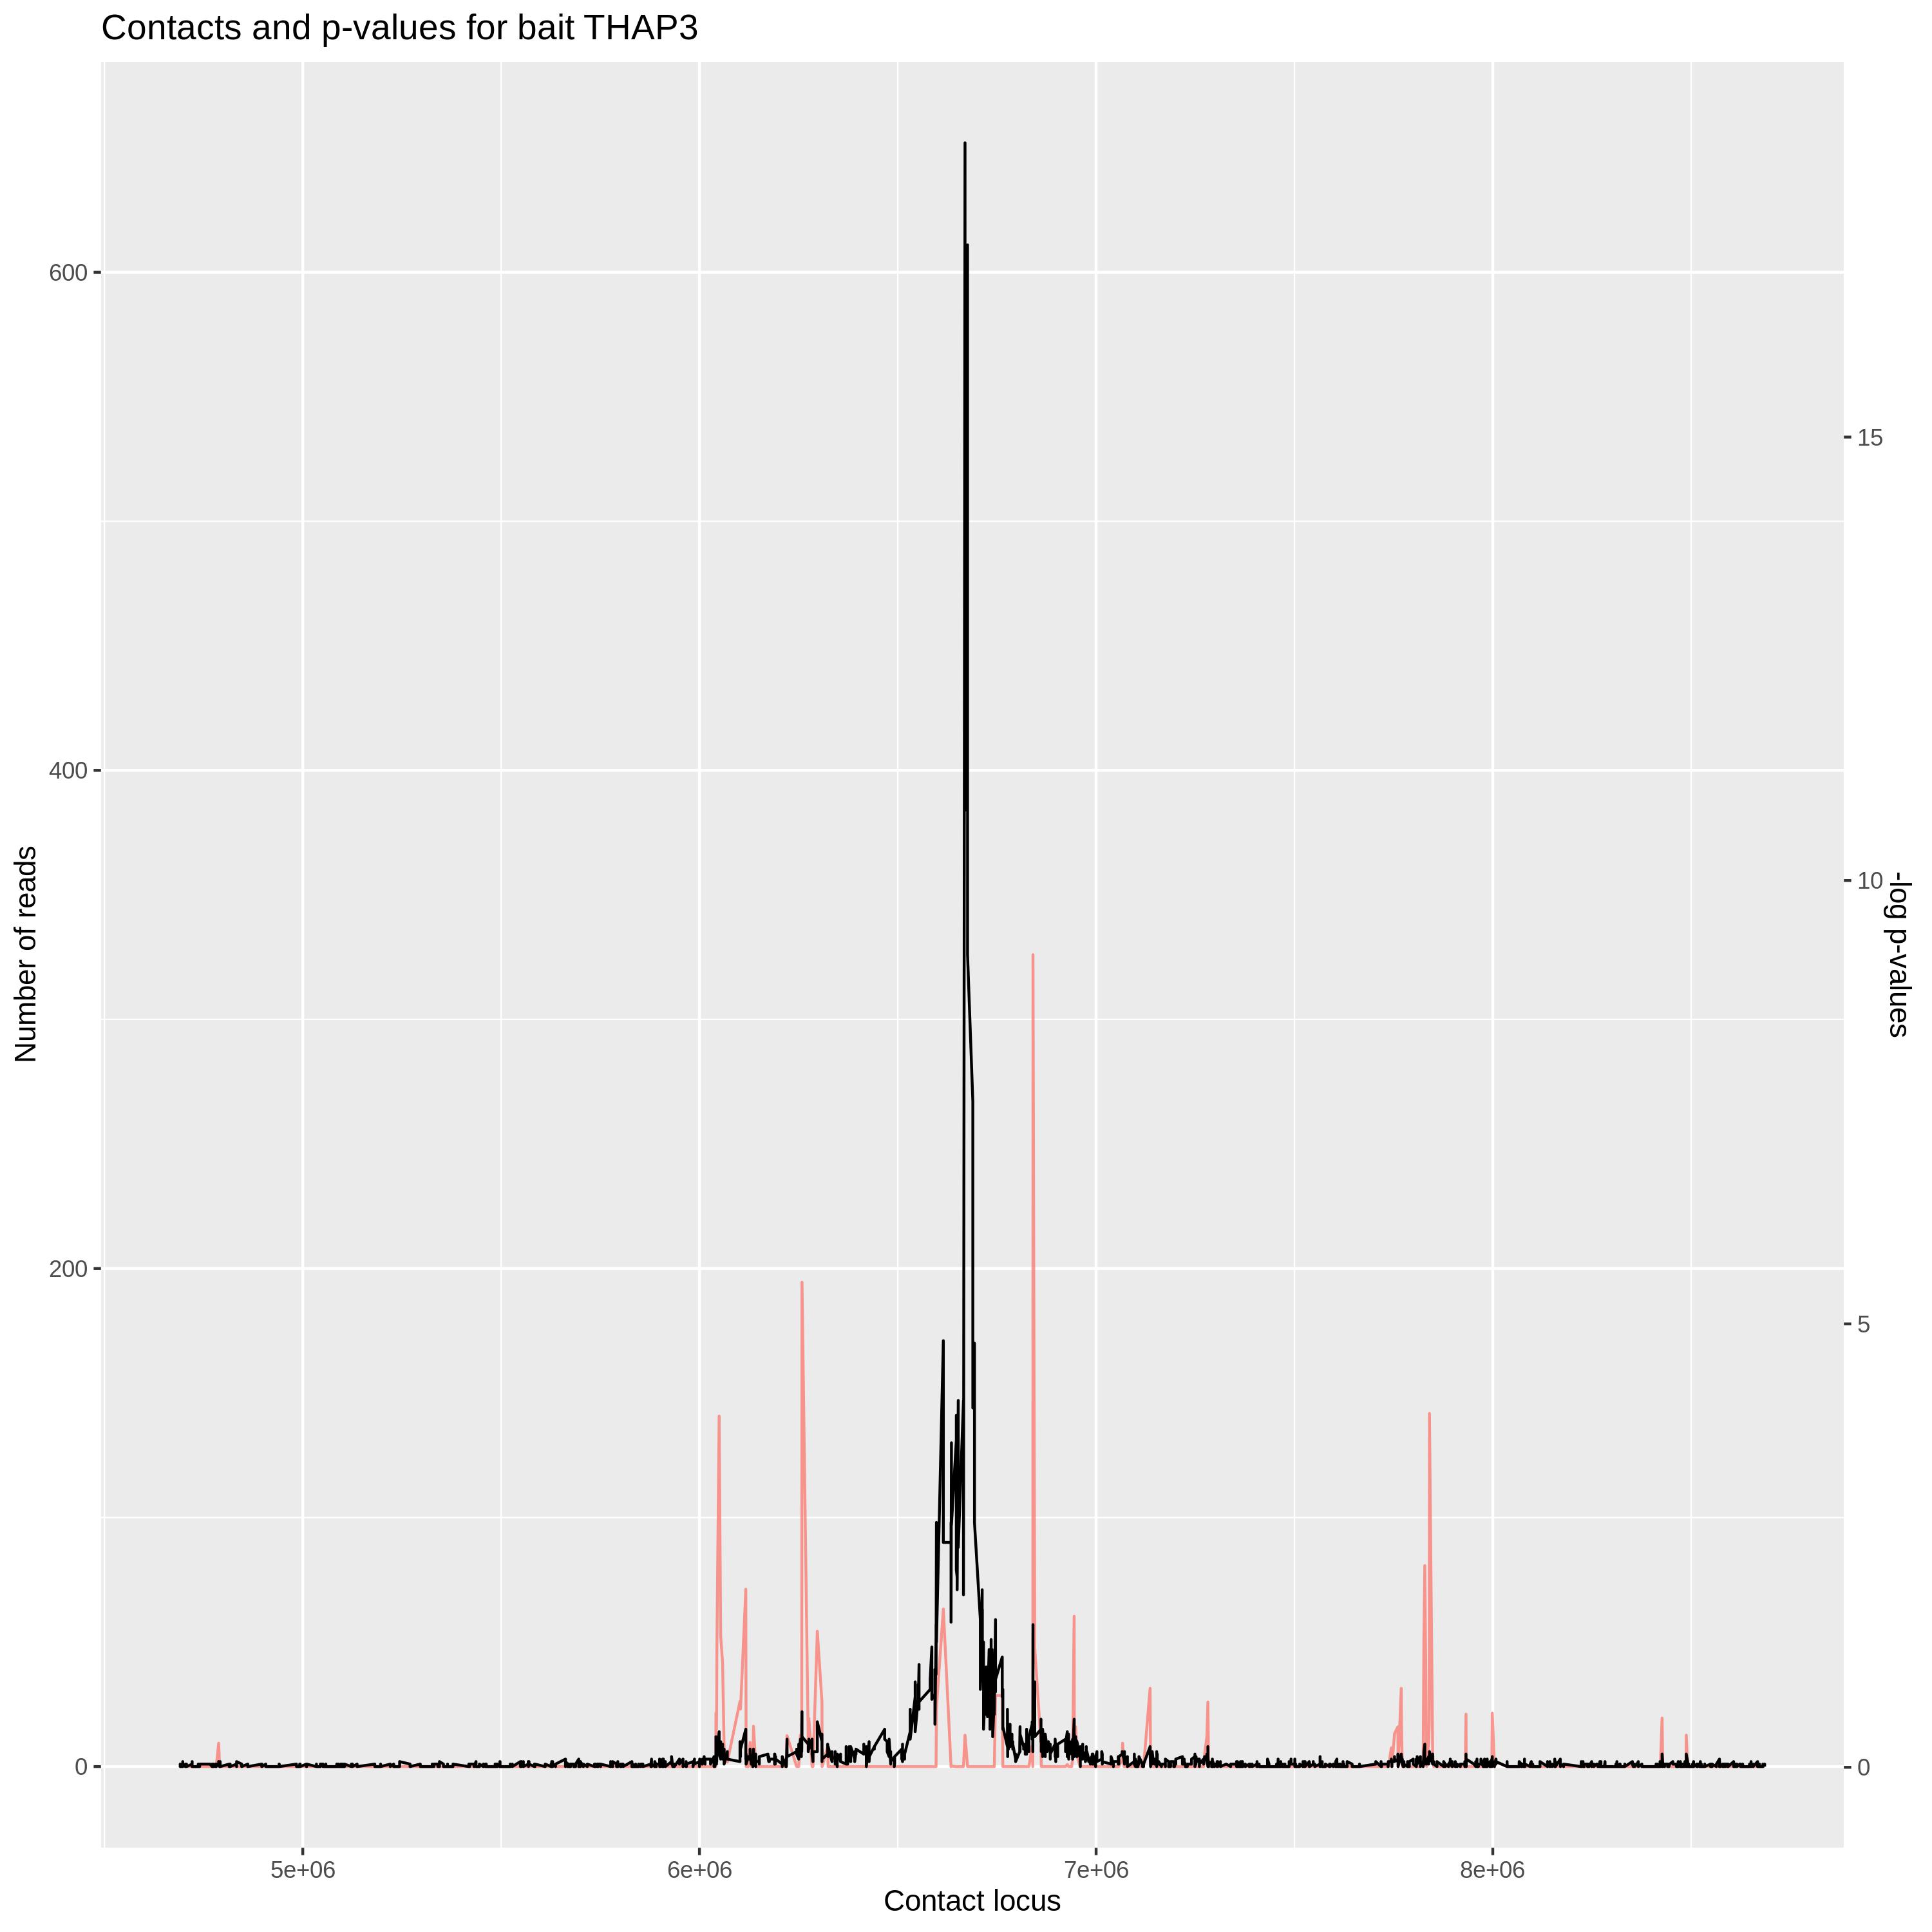 Contacts and p-values for bait THAP3
Number of reads
600
400
200
0
15
10
5
0
-log p-values
5e+06
6e+06
7e+06
8e+06
Contact locus